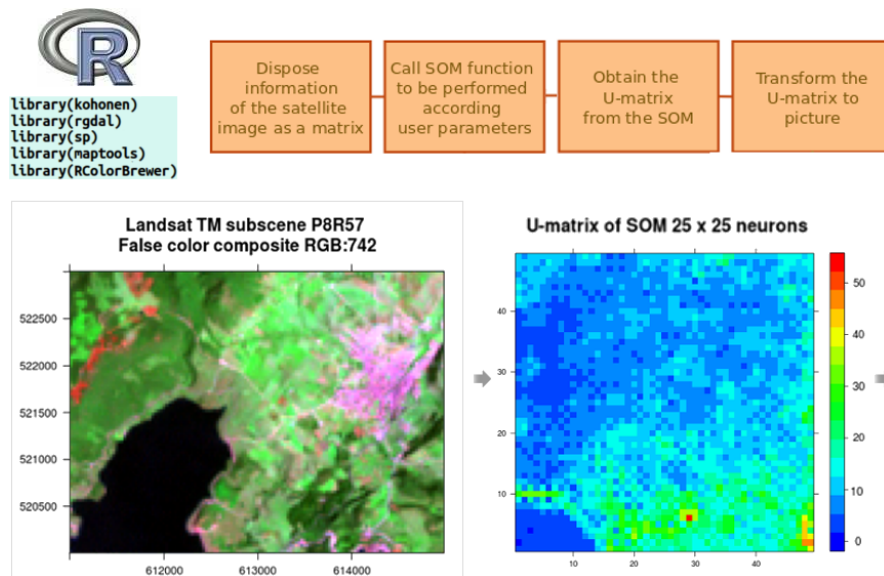 R
library(kohonen)
library(rgdal)
library(sp)
library(maptools)
library(RColorBrewer)
Dispose
information
of the satellite
image as a matrix
Call SOM function
to be performed
according
user parameters
Obtain the
U-matrix
from the SOM
Transform the
U-matrix to
picture
Landsat TM subscene P8R57
False color composite RGB:742
522500
522000
521500
521000
520500
612000
613000
614000
U-matrix of SOM 25 x 25 neurons
40
30
20
10
10
20
30
40
50
40
30
20
10
0